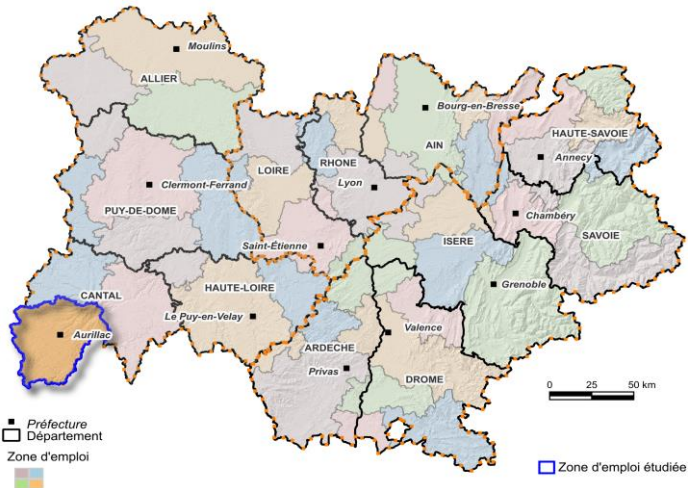 Moulins
ALLIER
Bourg-en-Bresse
HAUTE-SAVOIE
AIN
RHONE
Annecy
LOIRE
Clermont-Ferrand
Lyon
PUY-DE-DOME
Chambéry
SAVOIE
Saint-Étienne
ISERE
Grenoble
HAUTE-LOIRE
CANTAL
Le Puy-en-Velay
Aurillac
Valence
ARDECHE
Privas
DROME
0 25 50 km
Préfecture
Département
Zone d'emploi
Zone d'emploi étudiée